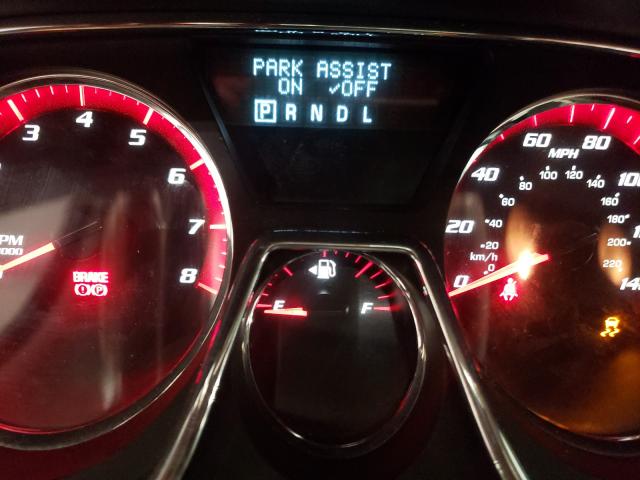 PARK ASSIST
ON ✓OFF
P R N D L
3 4 5 6 7 8
BRAKE
P
E F
0 20 40 60 80 100
MPH
0 20 40 60 80 100 120 140 160 180 200 220
km/h